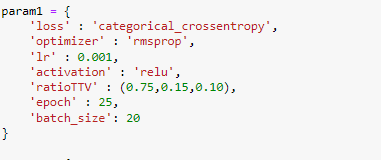 param1 = {
    'loss' : 'categorical_crossentropy',
    'optimizer' : 'rmsprop',
    'lr' : 0.001,
    'activation' : 'relu',
    'ratioTTV' : (0.75,0.15,0.10),
    'epoch' : 25,
    'batch_size': 20
}